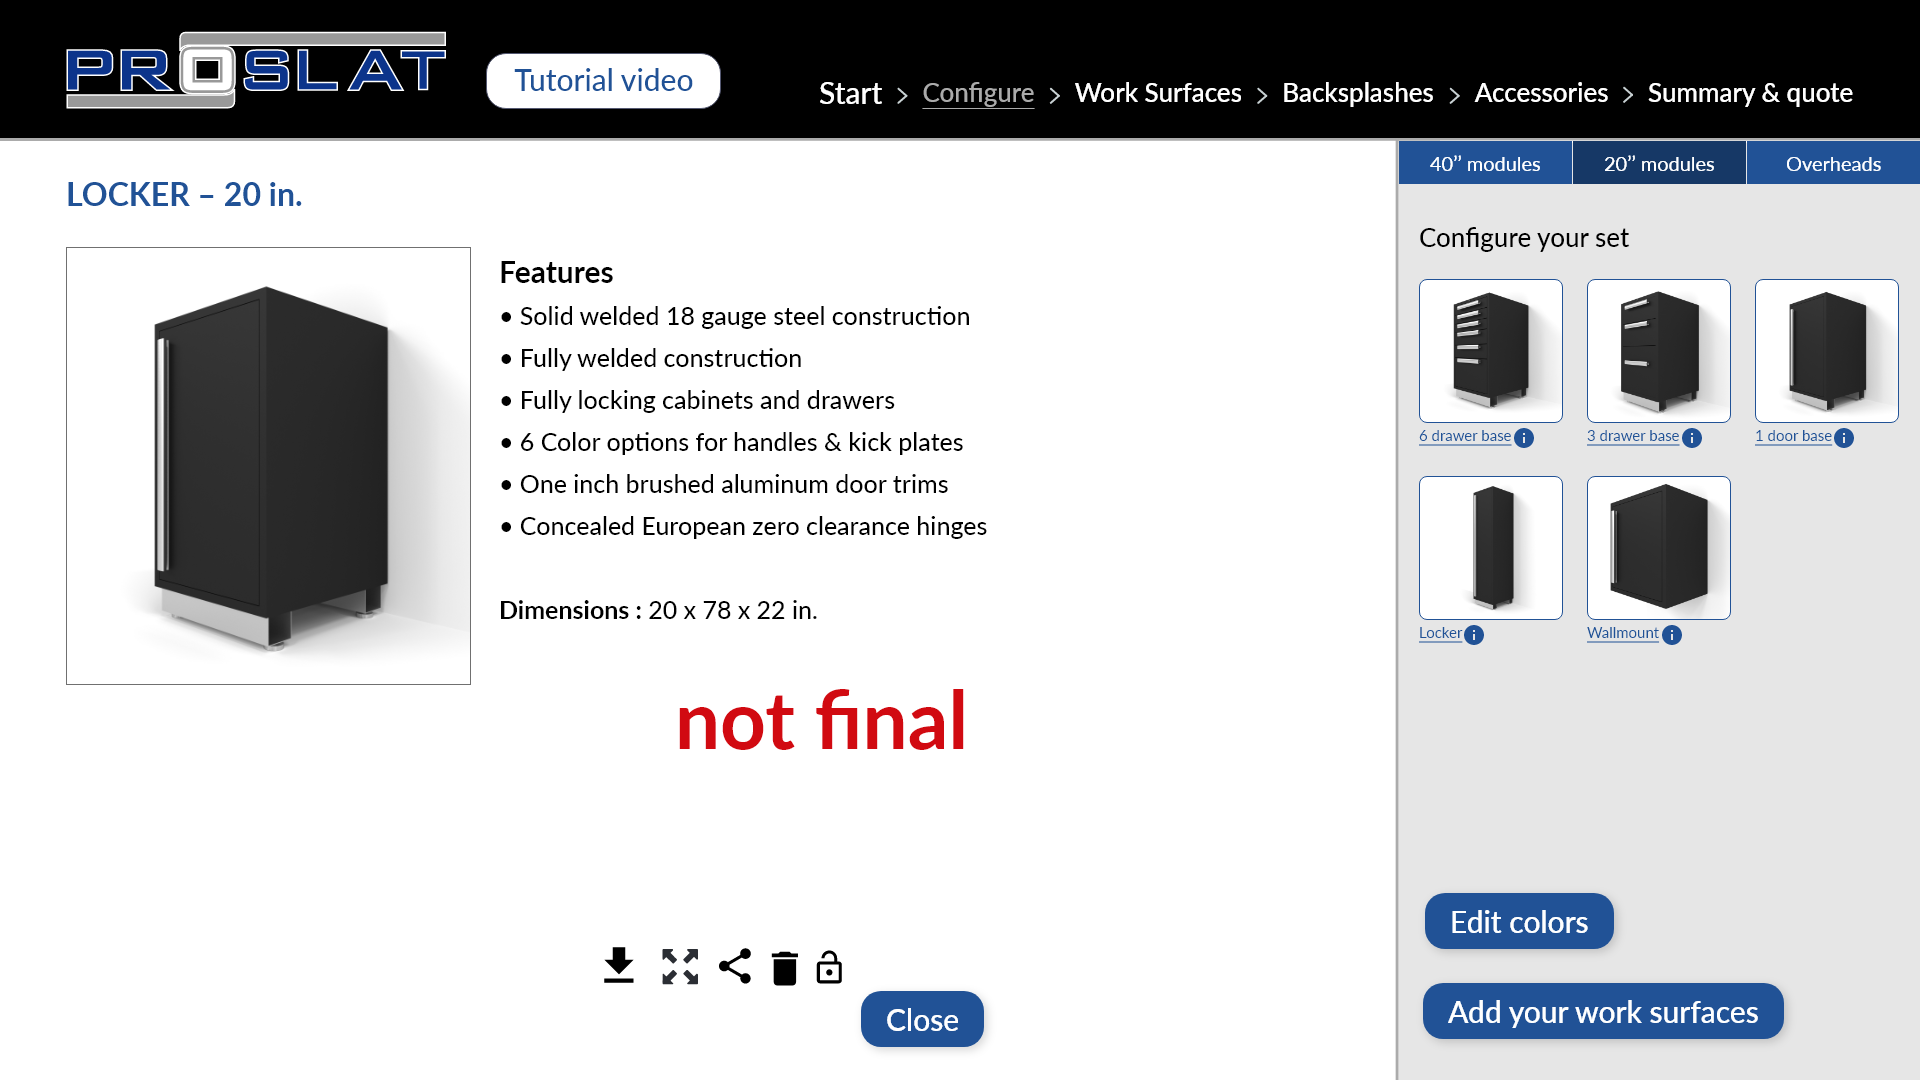 PROSLAT
Tutorial video
Start > Configure > Work Surfaces > Backsplashes > Accessories > Summary & quote
40” modules
20” modules
Overheads
LOCKER – 20 in.
Features
• Solid welded 18 gauge steel construction
• Fully welded construction
• Fully locking cabinets and drawers
• 6 Color options for handles & kick plates
• One inch brushed aluminum door trims
• Concealed European zero clearance hinges
Dimensions : 20 x 78 x 22 in.
not final
Close
Configure your set
6 drawer base i
3 drawer base i
1 door base i
Locker i
Wallmount i
Edit colors
Add your work surfaces